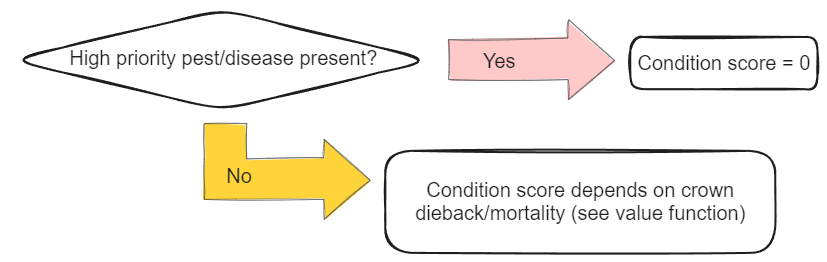 High priority pest/disease present?
Yes
Condition score = 0
No
Condition score depends on crown
dieback/mortality (see value function)